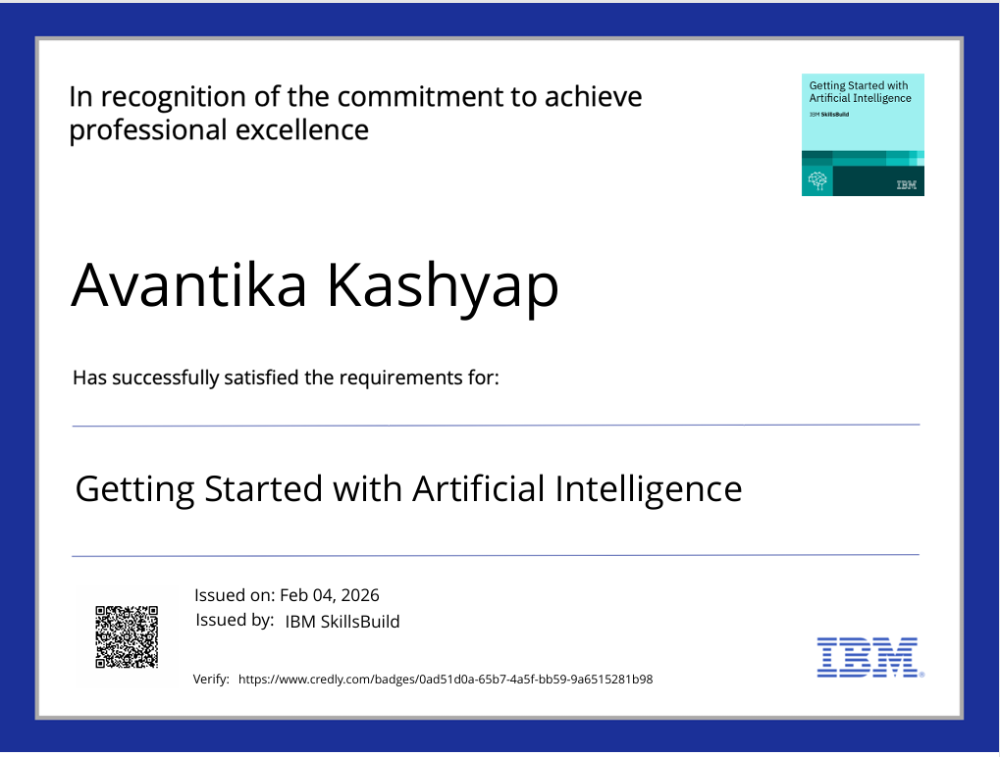 In recognition of the commitment to achieve
professional excellence
Getting Started with
Artificial Intelligence
IBM SkillsBuild
IBM
Avantika Kashyap
Has successfully satisfied the requirements for:
Getting Started with Artificial Intelligence
Issued on: Feb 04, 2026
Issued by: IBM SkillsBuild
Verify: https://www.credly.com/badges/0ad51d0a-65b7-4a5f-bb59-9a6515281b98
IBM®